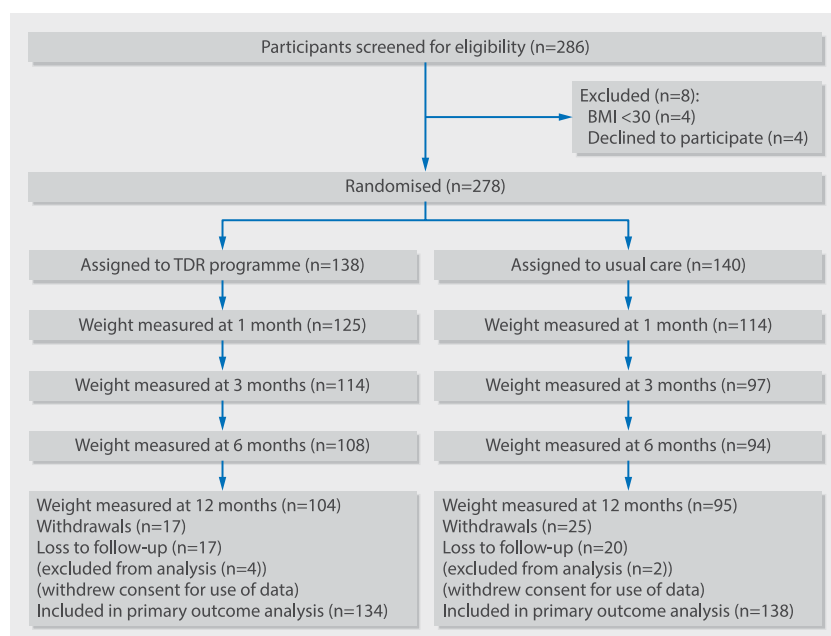 Participants screened for eligibility (n=286)
Excluded (n=8):
BMI <30 (n=4)
Declined to participate (n=4)
Randomised (n=278)
Assigned to TDR programme (n=138)
Assigned to usual care (n=140)
Weight measured at 1 month (n=125)
Weight measured at 1 month (n=114)
Weight measured at 3 months (n=114)
Weight measured at 3 months (n=97)
Weight measured at 6 months (n=108)
Weight measured at 6 months (n=94)
Weight measured at 12 months (n=104)
Withdrawals (n=17)
Loss to follow-up (n=17)
(excluded from analysis (n=4))
(withdrew consent for use of data)
Included in primary outcome analysis (n=134)
Weight measured at 12 months (n=95)
Withdrawals (n=25)
Loss to follow-up (n=20)
(excluded from analysis (n=2))
(withdrew consent for use of data)
Included in primary outcome analysis (n=138)